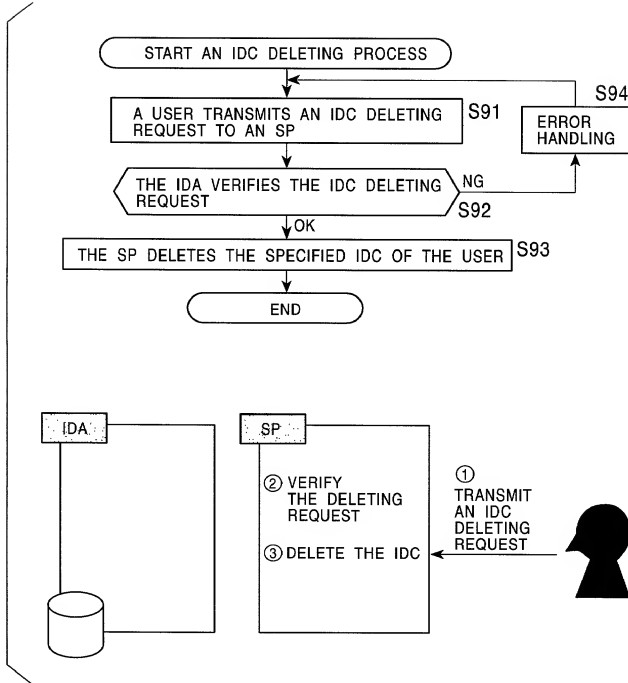 START AN IDC DELETING PROCESS
S94
A USER TRANSMITS AN IDC DELETING
REQUEST TO AN SP
S91
ERROR
HANDLING
THE IDA VERIFIES THE IDC DELETING
REQUEST
NG
S92
OK
THE SP DELETES THE SPECIFIED IDC OF THE USER
S93
END
IDA
SP
② VERIFY
THE DELETING
REQUEST
③ DELETE THE IDC
①
TRANSMIT
AN IDC
DELETING
REQUEST